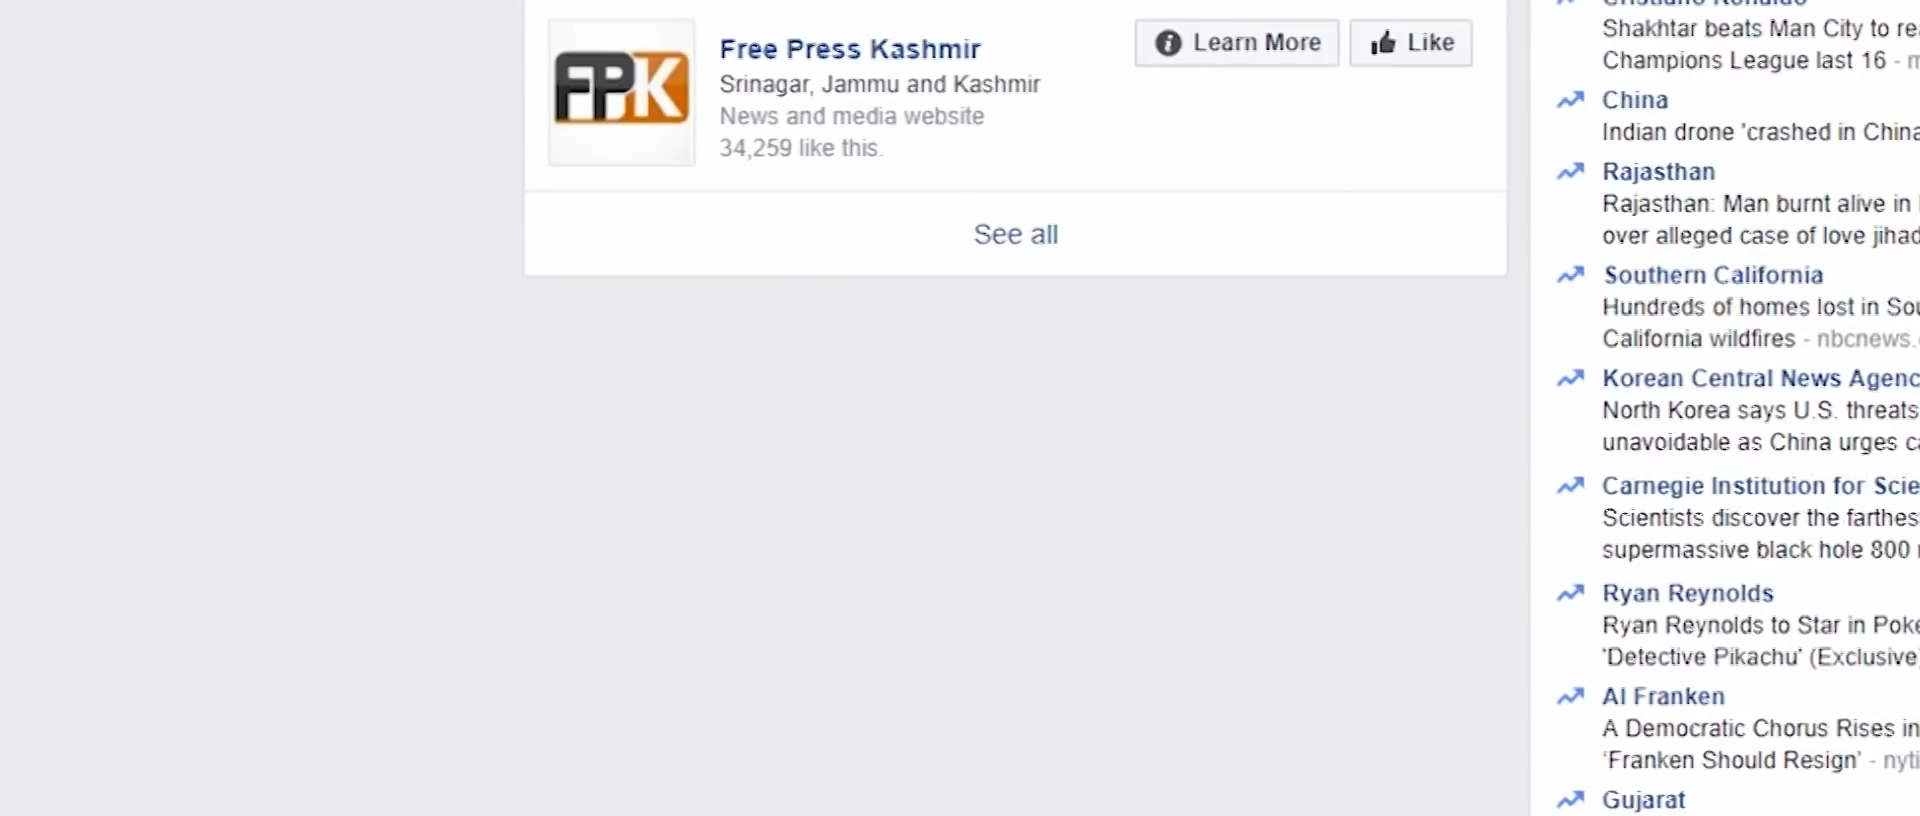 FPK
Free Press Kashmir
Srinagar, Jammu and Kashmir
News and media website
34,259 like this.
Learn More
Like
See all
Cristiano Ronaldo
Shakhtar beats Man City to
Champions League last 16 -
China
Indian drone 'crashed in China
Rajasthan
Rajasthan: Man burnt alive in
over alleged case of love jihad
Southern California
Hundreds of homes lost in
California wildfires - nbcnews.
Korean Central News
North Korea says U.S. threats
unavoidable as China urges
Carnegie Institution for
Scientists discover the
supermassive black hole 800
Ryan Reynolds
Ryan Reynolds to Star in
'Detective Pikachu' (Exclusive)
Al Franken
A Democratic Chorus Rises in
'Franken Should Resign' -
Gujarat